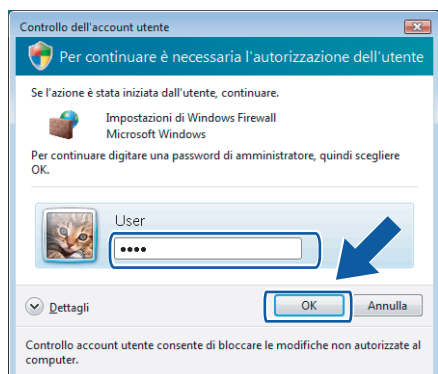 Controllo dell'account utente
Per continuare è necessaria l'autorizzazione dell'utente
Se l'azione è stata iniziata dall'utente, continuare.
Impostazioni di Windows Firewall
Microsoft Windows
Per continuare digitare una password di amministratore, quindi scegliere
OK.
User
••••
Dettagli
OK
Annulla
Controllo account utente consente di bloccare le modifiche non autorizzate al
computer.